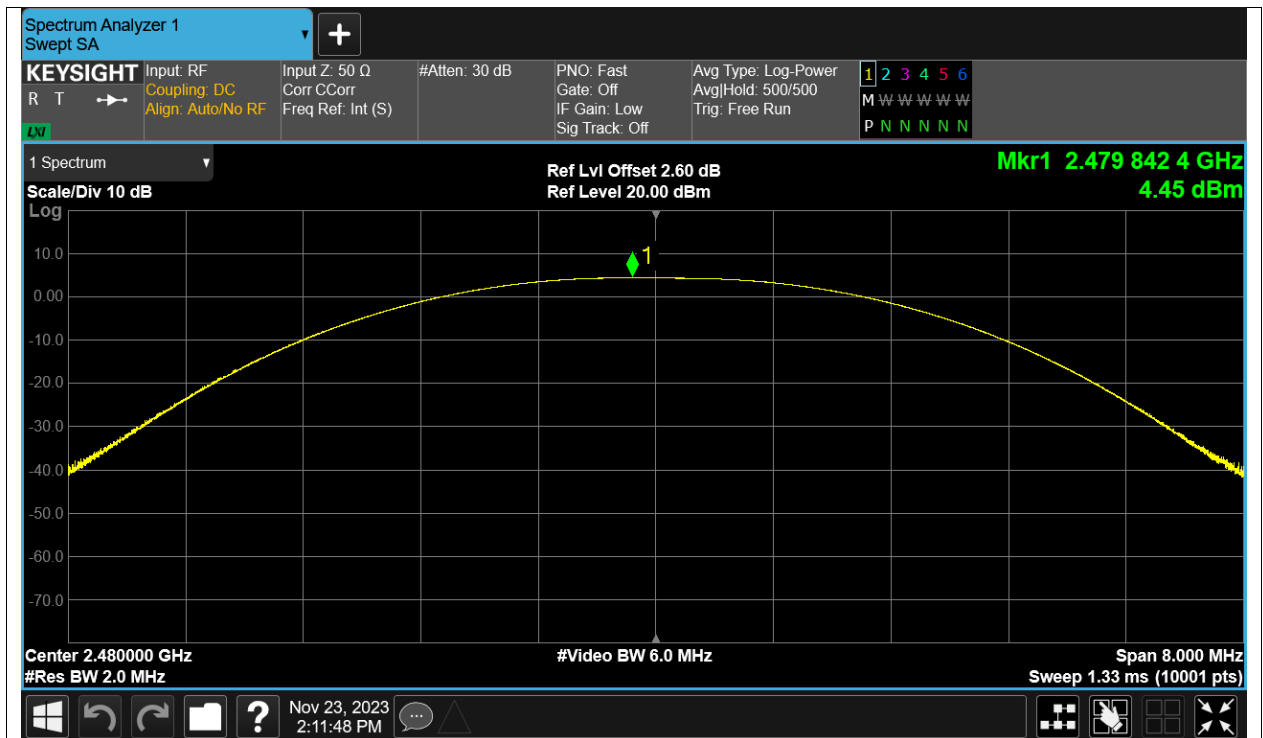 Spectrum Analyzer 1
Swept SA
KEYSIGHT
R T
LXI
Input: RF
Coupling: DC
Align: Auto/No RF
Input Z: 50 Ω
Corr CCorr
Freq Ref: Int (S)
#Atten: 30 dB
PNO: Fast
Gate: Off
IF Gain: Low
Sig Track: Off
Avg Type: Log-Power
Avg|Hold: 500/500
Trig: Free Run
1 2 3 4 5 6
M W W W W W
P N N N N N
1 Spectrum
Scale/Div 10 dB
Ref Lvl Offset 2.60 dB
Ref Level 20.00 dBm
Mkr1 2.479 842 4 GHz
4.45 dBm
Log
10.0
0.00
-10.0
-20.0
-30.0
-40.0
-50.0
-60.0
-70.0
1
Center 2.480000 GHz
#Res BW 2.0 MHz
#Video BW 6.0 MHz
Span 8.000 MHz
Sweep 1.33 ms (10001 pts)
?
Nov 23, 2023
2:11:48 PM